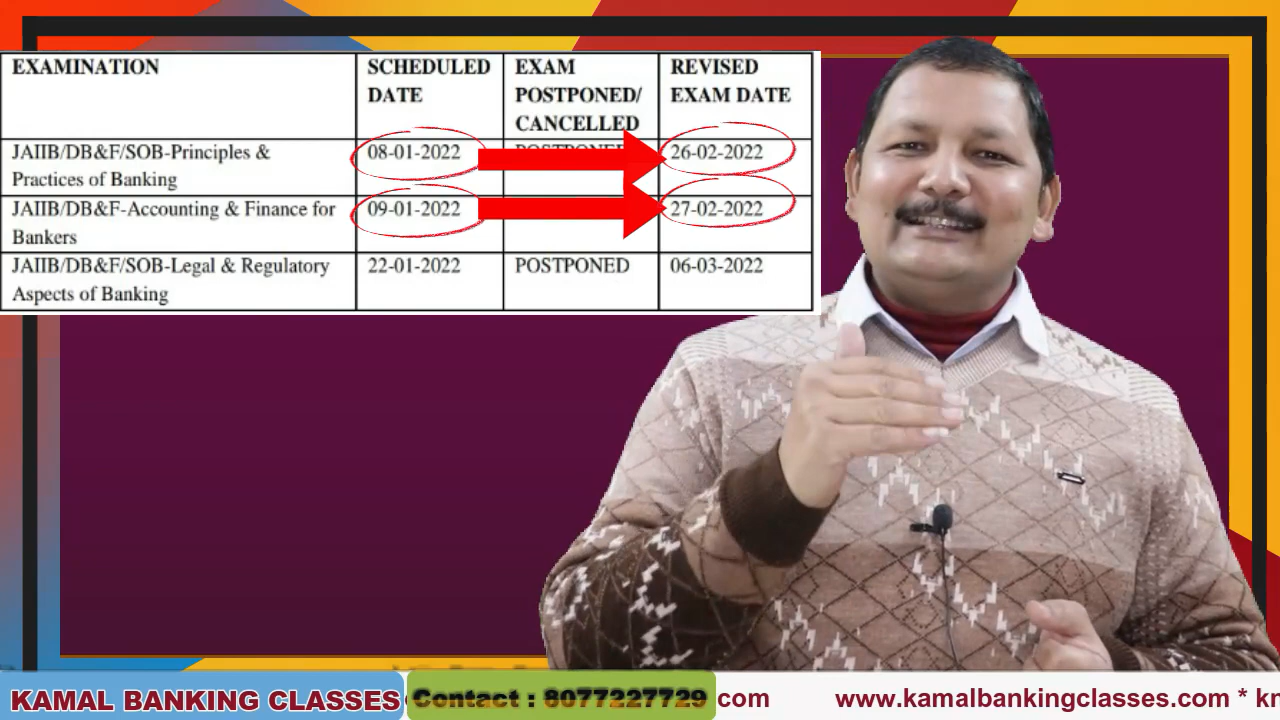 EXAMINATION
SCHEDULED DATE
EXAM POSTPONED/ CANCELLED
REVISED EXAM DATE
JAIIB/DB&F/SOB-Principles &
Practices of Banking
08-01-2022
26-02-2022
JAIIB/DB&F-Accounting & Finance for
Bankers
09-01-2022
27-02-2022
JAIIB/DB&F/SOB-Legal & Regulatory
Aspects of Banking
22-01-2022
POSTPONED
06-03-2022
KAMAL BANKING CLASSES
Contact : 8077227729
com
www.kamalbankingclasses.com *